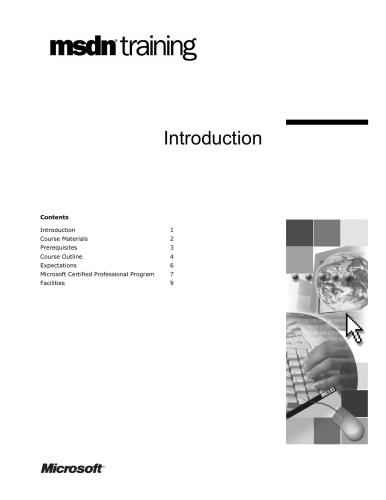 msdn training
Introduction
Contents
Introduction 1
Course Materials 2
Prerequisites 3
Course Outline 4
Expectations 6
Microsoft Certified Professional Program 7
Facilities 9
Microsoft